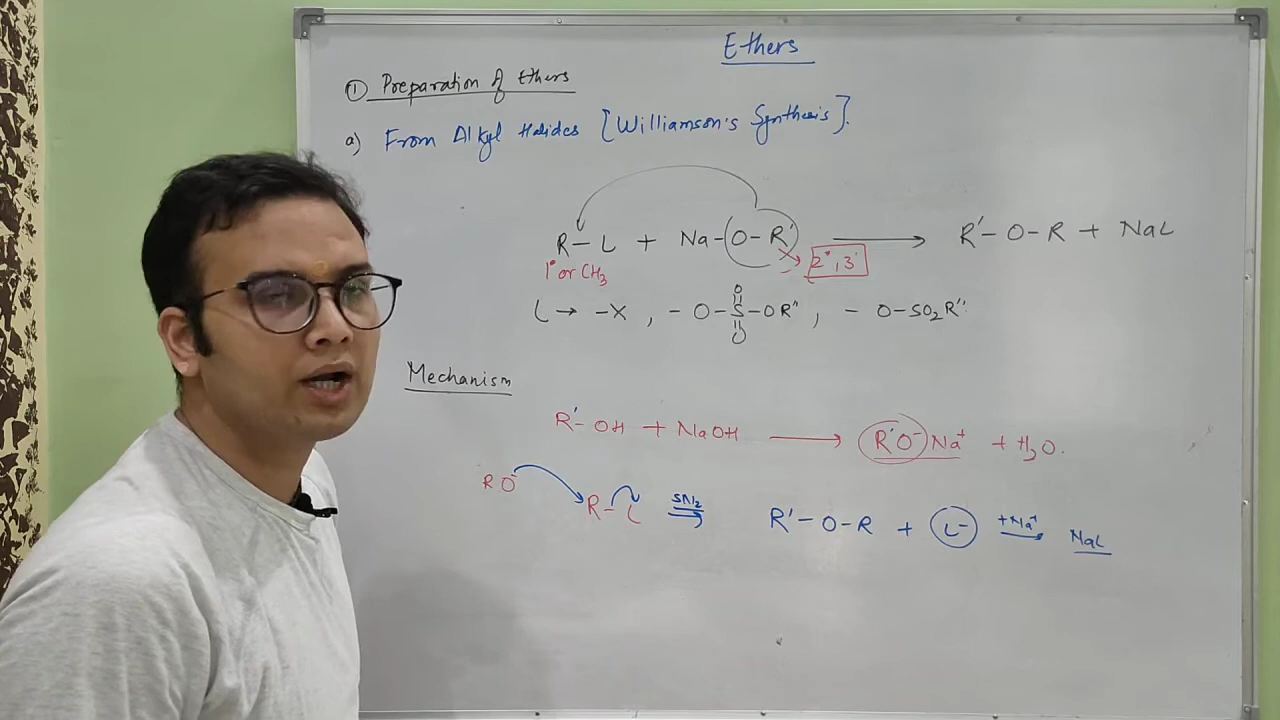 Ethers
① Preparation of Ethers
a) From Alkyl Halides [Williamson's Synthesis].
R-L + Na-(O-R') ⟶ R'-O-R + NaL
1° or CH₃ 2°, 3°
L → -X, -O-S(=O)(=O)-OR", -O-SO₂R"
Mechanism
R'-OH + NaOH ⟶ R'O⁻Na⁺ + H₂O.
RO⁻ R-L SN₂ ⟶ R'-O-R + L⁻ +Na⁺ ⟶ NaL